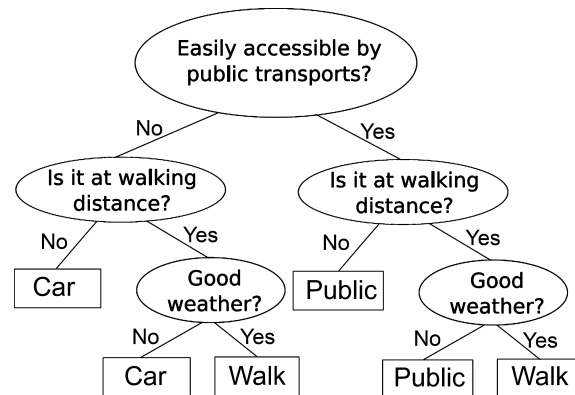 Easily accessible by
public transports?
No
Yes
Is it at walking
distance?
Is it at walking
distance?
No
Yes
No
Yes
Car
Good
weather?
Public
Good
weather?
No
Yes
No
Yes
Car
Walk
Public
Walk